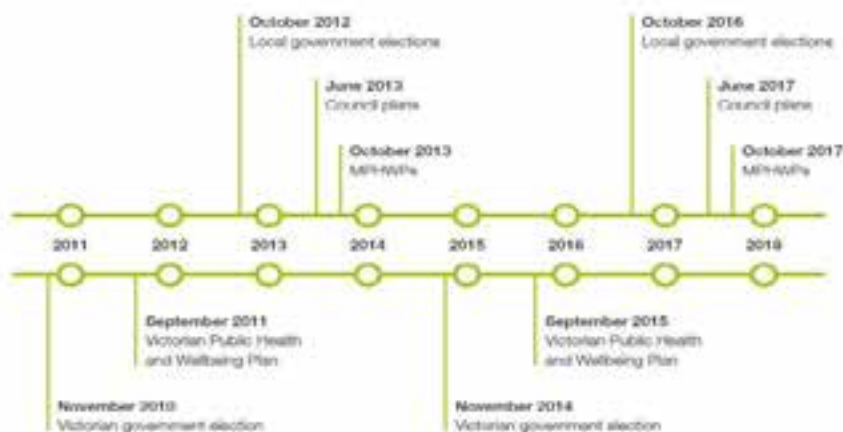 October 2012
Local government elections
October 2016
Local government elections
June 2013
Council plans
June 2017
Council plans
October 2013
MPHWPs
October 2017
MPHWPs
2011 2012 2013 2014 2015 2016 2017 2018
September 2011
Victorian Public Health
and Wellbeing Plan
September 2015
Victorian Public Health
and Wellbeing Plan
November 2010
Victorian government election
November 2014
Victorian government election